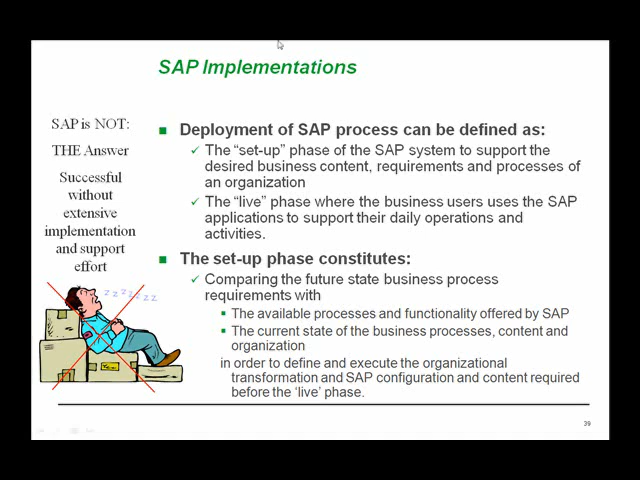 SAP Implementations
SAP is NOT:
THE Answer
Successful
without
extensive
implementation
and support
effort
z z z z z z z
Deployment of SAP process can be defined as:
The “set-up” phase of the SAP system to support the
desired business content, requirements and processes of
an organization
The “live” phase where the business users uses the SAP
applications to support their daily operations and
activities.
The set-up phase constitutes:
Comparing the future state business process
requirements with
The available processes and functionality offered by SAP
The current state of the business processes, content and
organization
in order to define and execute the organizational
transformation and SAP configuration and content required
before the ‘live’ phase.
39